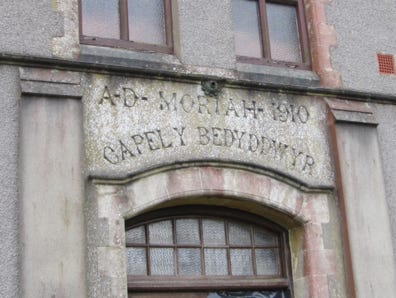 A·D- MORIAH- 1910
CAPEL Y BEDYDDWYR